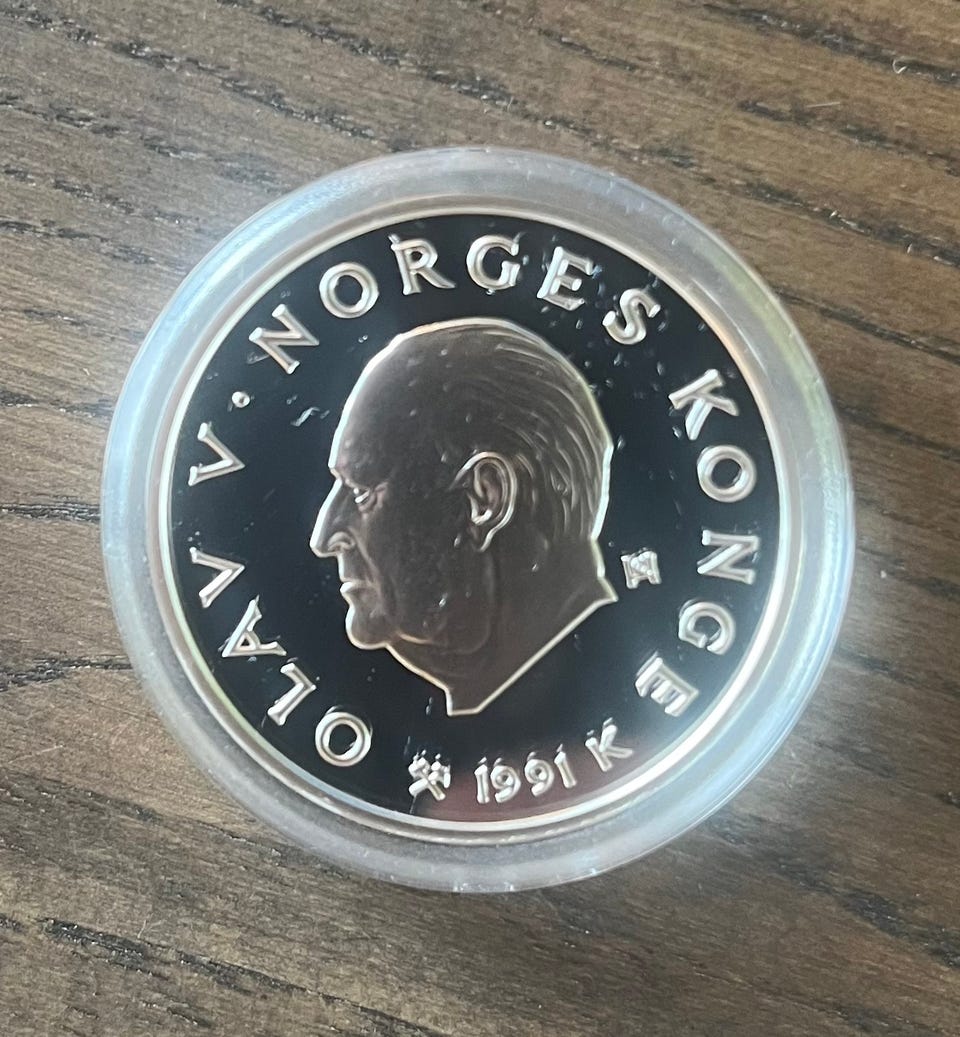 OLAV V · NORGES KONGE
1991 K